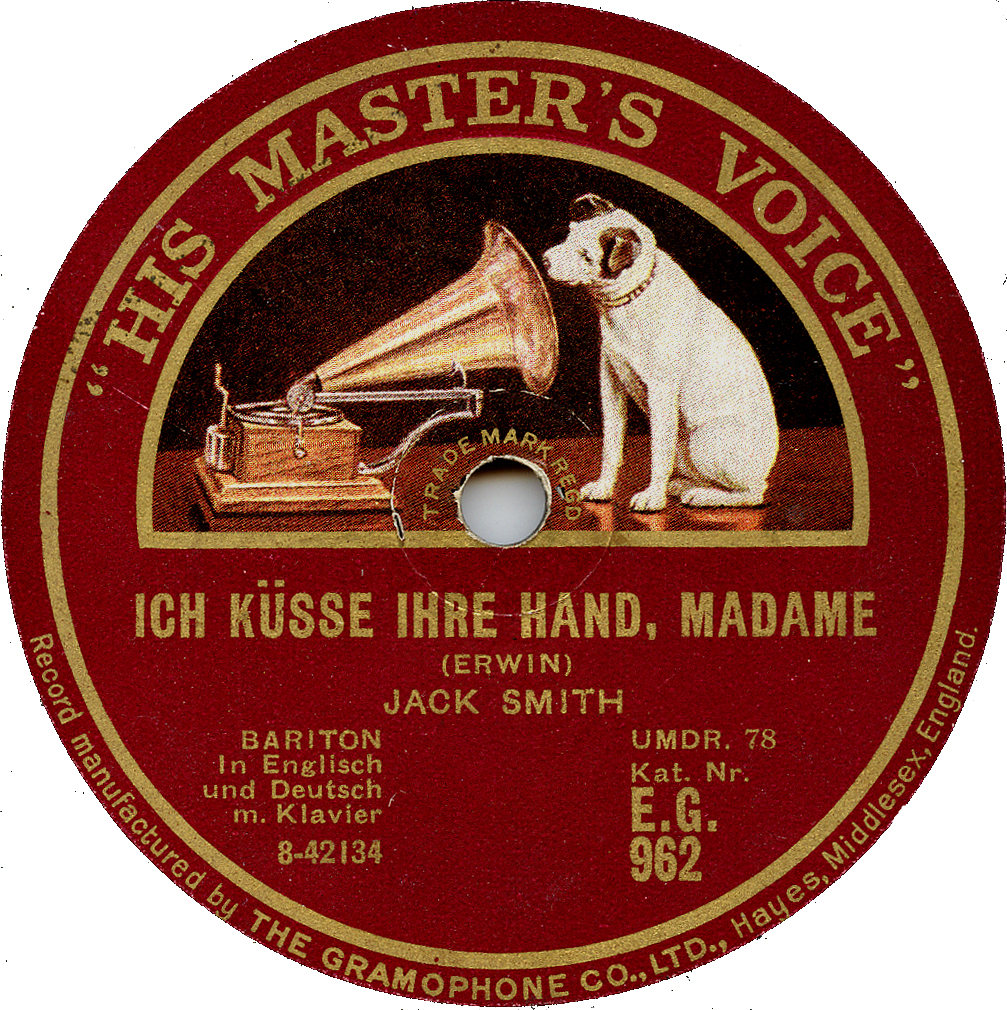 “HIS MASTER'S VOICE”
TRADE MARK REGD
ICH KÜSSE IHRE HAND, MADAME
(ERWIN)
JACK SMITH
BARITON
In Englisch
und Deutsch
m. Klavier
8-42134
UMDR. 78
Kat. Nr.
E.G.
962
Record manufactured by THE GRAMOPHONE CO., LTD., Hayes, Middlesex, England.